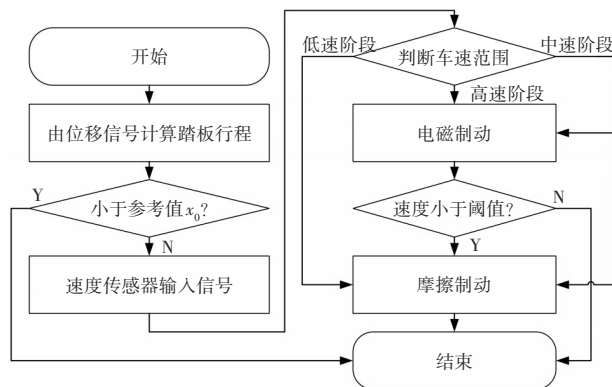 开始
由位移信号计算踏板行程
Y
小于参考值x₀?
N
速度传感器输入信号
低速阶段
判断车速范围
中速阶段
高速阶段
电磁制动
速度小于阈值?
N
Y
摩擦制动
结束